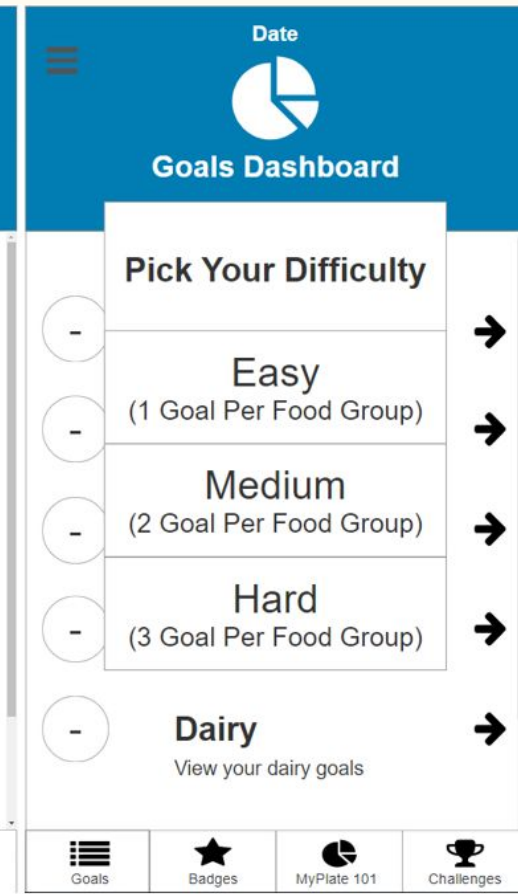 Date
Goals Dashboard
Pick Your Difficulty
Easy
(1 Goal Per Food Group)
Medium
(2 Goal Per Food Group)
Hard
(3 Goal Per Food Group)
-
-
-
-
-
Dairy
View your dairy goals
Goals
Badges
MyPlate 101
Challenges